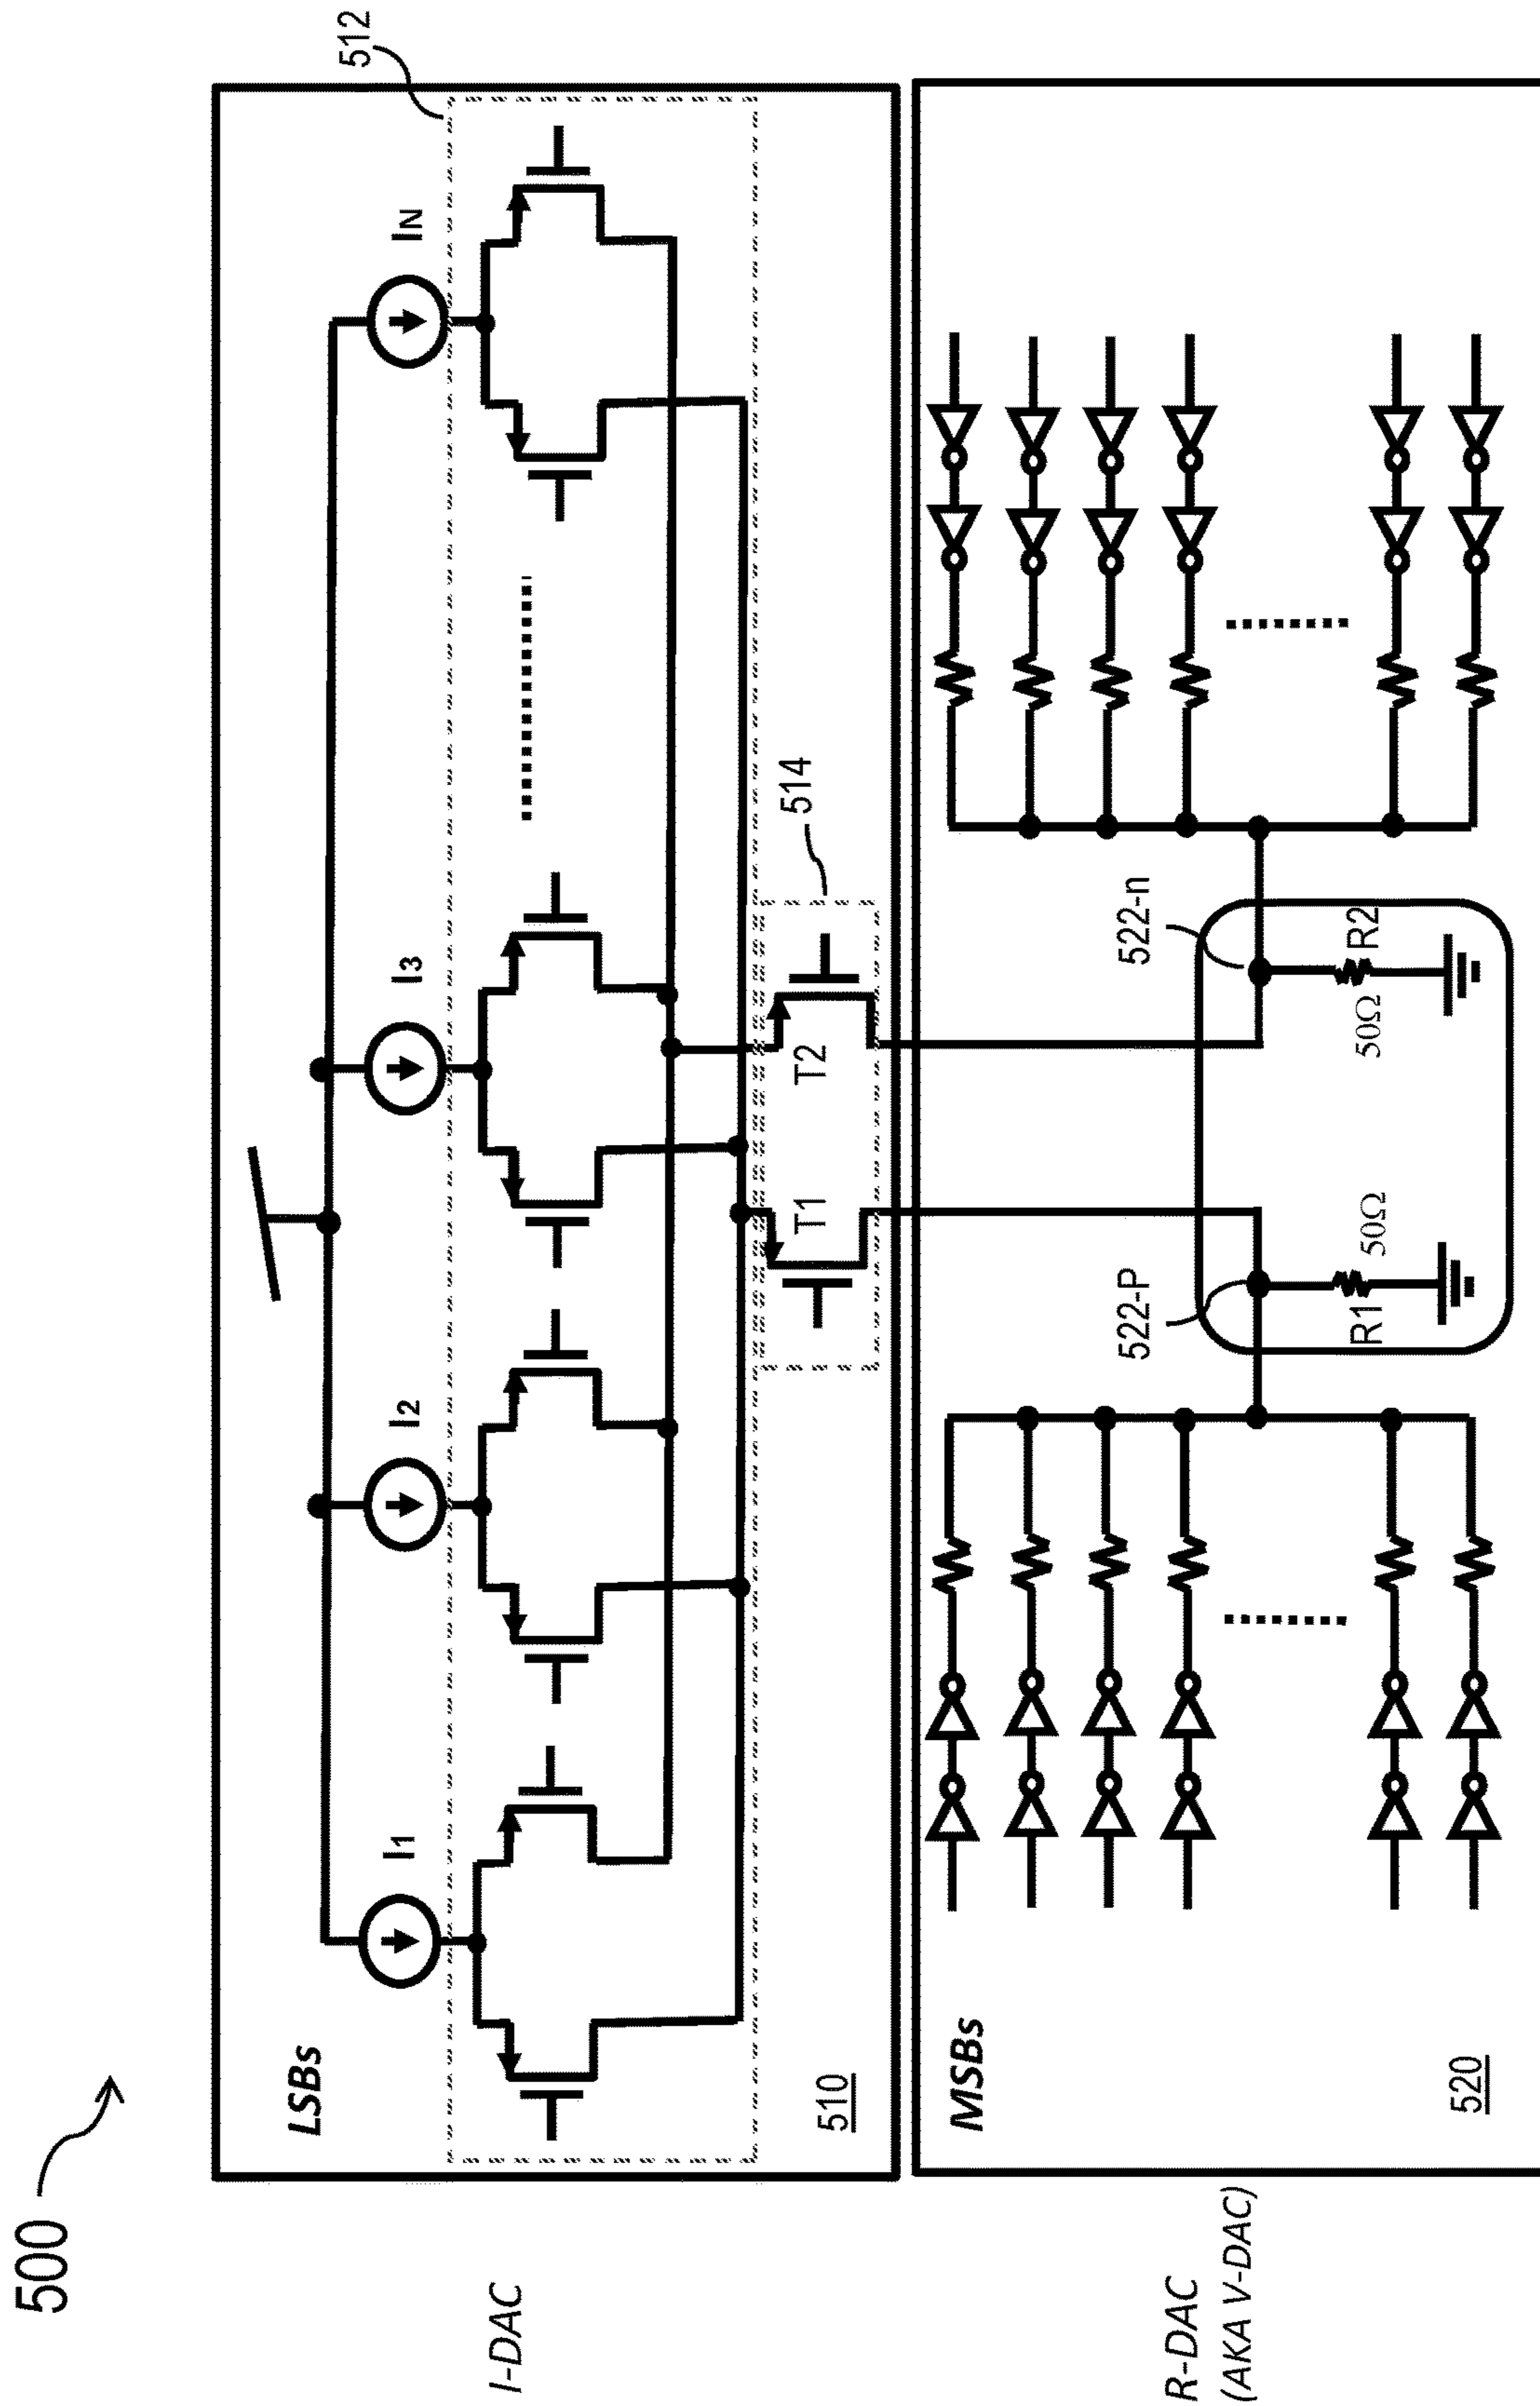 500
I-DAC
LSBs
I1
I2
I3
IN
512
510
T1
T2
514
R-DAC
(AKA V-DAC)
MSBs
522-P
522-n
R1
50Ω
50Ω
R2
520